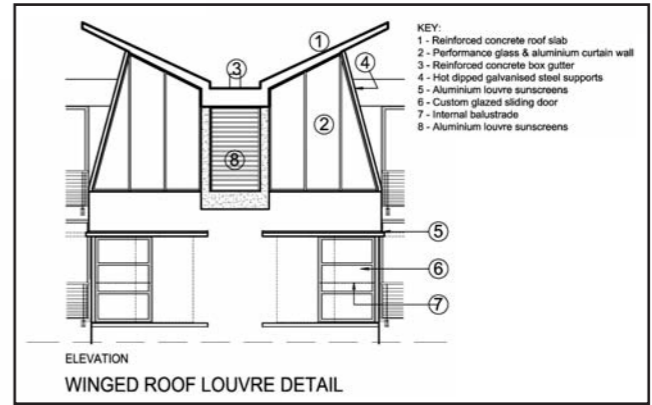 KEY:
1 - Reinforced concrete roof slab
2 - Performance glass & aluminium curtain wall
3 - Reinforced concrete box gutter
4 - Hot dipped galvanised steel supports
5 - Aluminium louvre sunscreens
6 - Custom glazed sliding door
7 - Internal balustrade
8 - Aluminium louvre sunscreens
1
3
4
2
8
5
6
7
ELEVATION
WINGED ROOF LOUVRE DETAIL